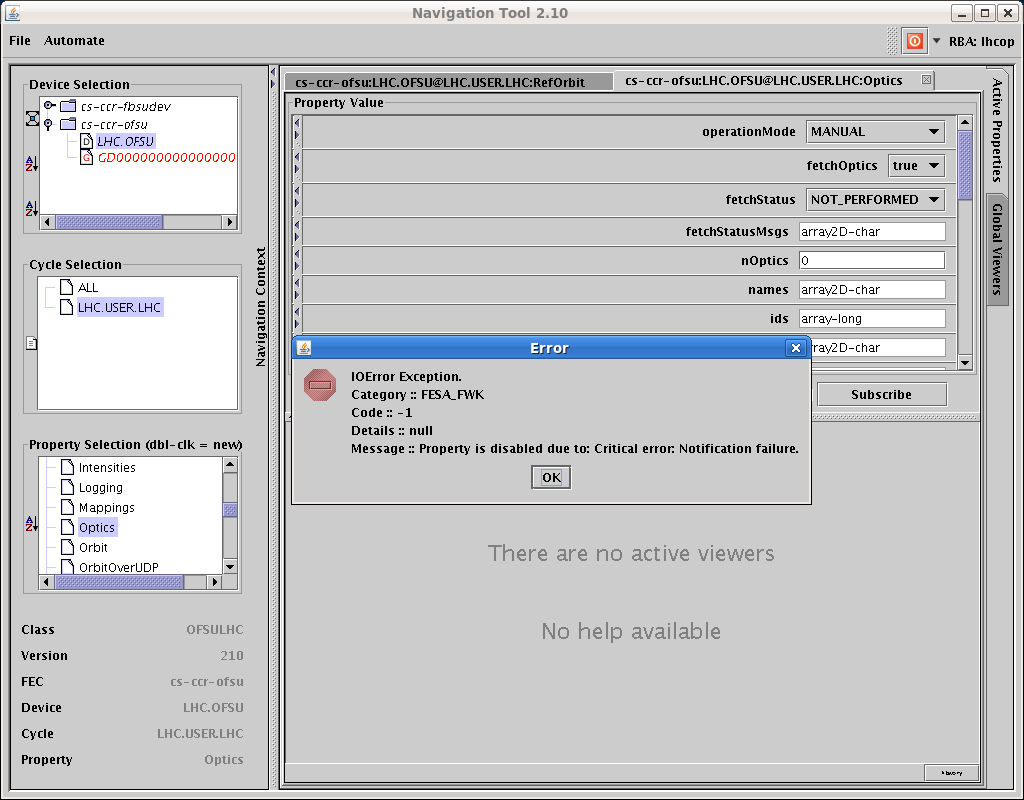 Navigation Tool 2.10
File Automate
RBA: lhcop
Device Selection
cs-ccr-fbsudev
cs-ccr-ofsu
LHC.OFSU
GD000000000000000
Cycle Selection
ALL
LHC.USER.LHC
Property Selection (dbl-clk = new)
Intensities
Logging
Mappings
Optics
Orbit
OrbitOverUDP
Class OFSULHC
Version 210
FEC cs-ccr-ofsu
Device LHC.OFSU
Cycle LHC.USER.LHC
Property Optics
Navigation Context
cs-ccr-ofsu:LHC.OFSU@LHC.USER.LHC:RefOrbit
cs-ccr-ofsu:LHC.OFSU@LHC.USER.LHC:Optics
Property Value
operationMode MANUAL
fetchOptics true
fetchStatus NOT_PERFORMED
fetchStatusMsgs array2D-char
nOptics 0
names array2D-char
ids array-long
rray2D-char
Subscribe
Error
IOError Exception.
Category :: FESA_FWK
Code :: -1
Details :: null
Message :: Property is disabled due to: Critical error: Notification failure.
OK
There are no active viewers
No help available
Active Properties
Global Viewers